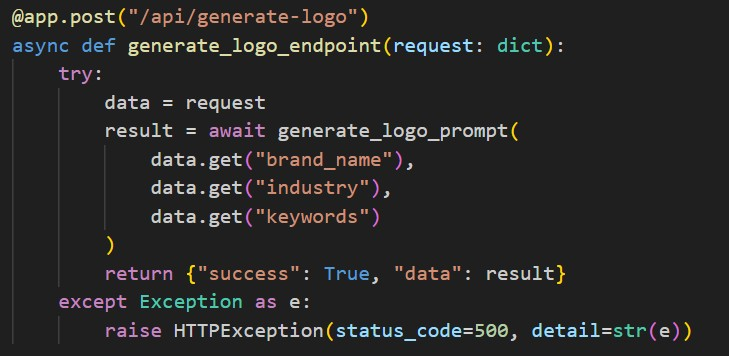 @app.post("/api/generate-logo")
async def generate_logo_endpoint(request: dict):
    try:
        data = request
        result = await generate_logo_prompt(
            data.get("brand_name"),
            data.get("industry"),
            data.get("keywords")
        )
        return {"success": True, "data": result}
    except Exception as e:
        raise HTTPException(status_code=500, detail=str(e))